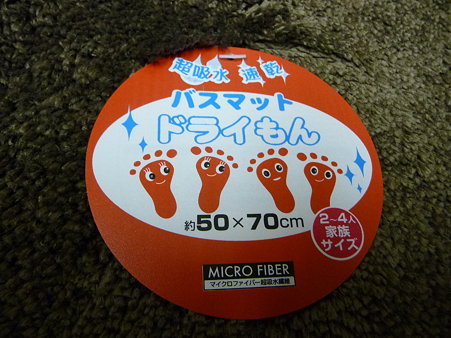 超吸水 速乾
バスマット
ドライもん
約50×70cm
2~4人
家族
サイズ
MICRO FIBER
マイクロファイバー超吸水繊維